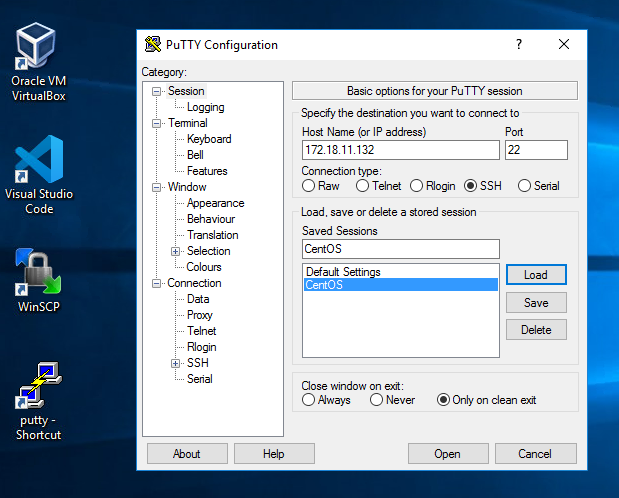 Oracle VM
VirtualBox
Visual Studio
Code
WinSCP
putty -
Shortcut
PuTTY Configuration
?
Category:
Session
Logging
Terminal
Keyboard
Bell
Features
Window
Appearance
Behaviour
Translation
Selection
Colours
Connection
Data
Proxy
Telnet
Rlogin
SSH
Serial
Basic options for your PuTTY session
Specify the destination you want to connect to
Host Name (or IP address) Port
172.18.11.132 22
Connection type:
Raw Telnet Rlogin SSH Serial
Load, save or delete a stored session
Saved Sessions
CentOS
Default Settings
CentOS
Load
Save
Delete
Close window on exit:
Always Never Only on clean exit
About Help Open Cancel